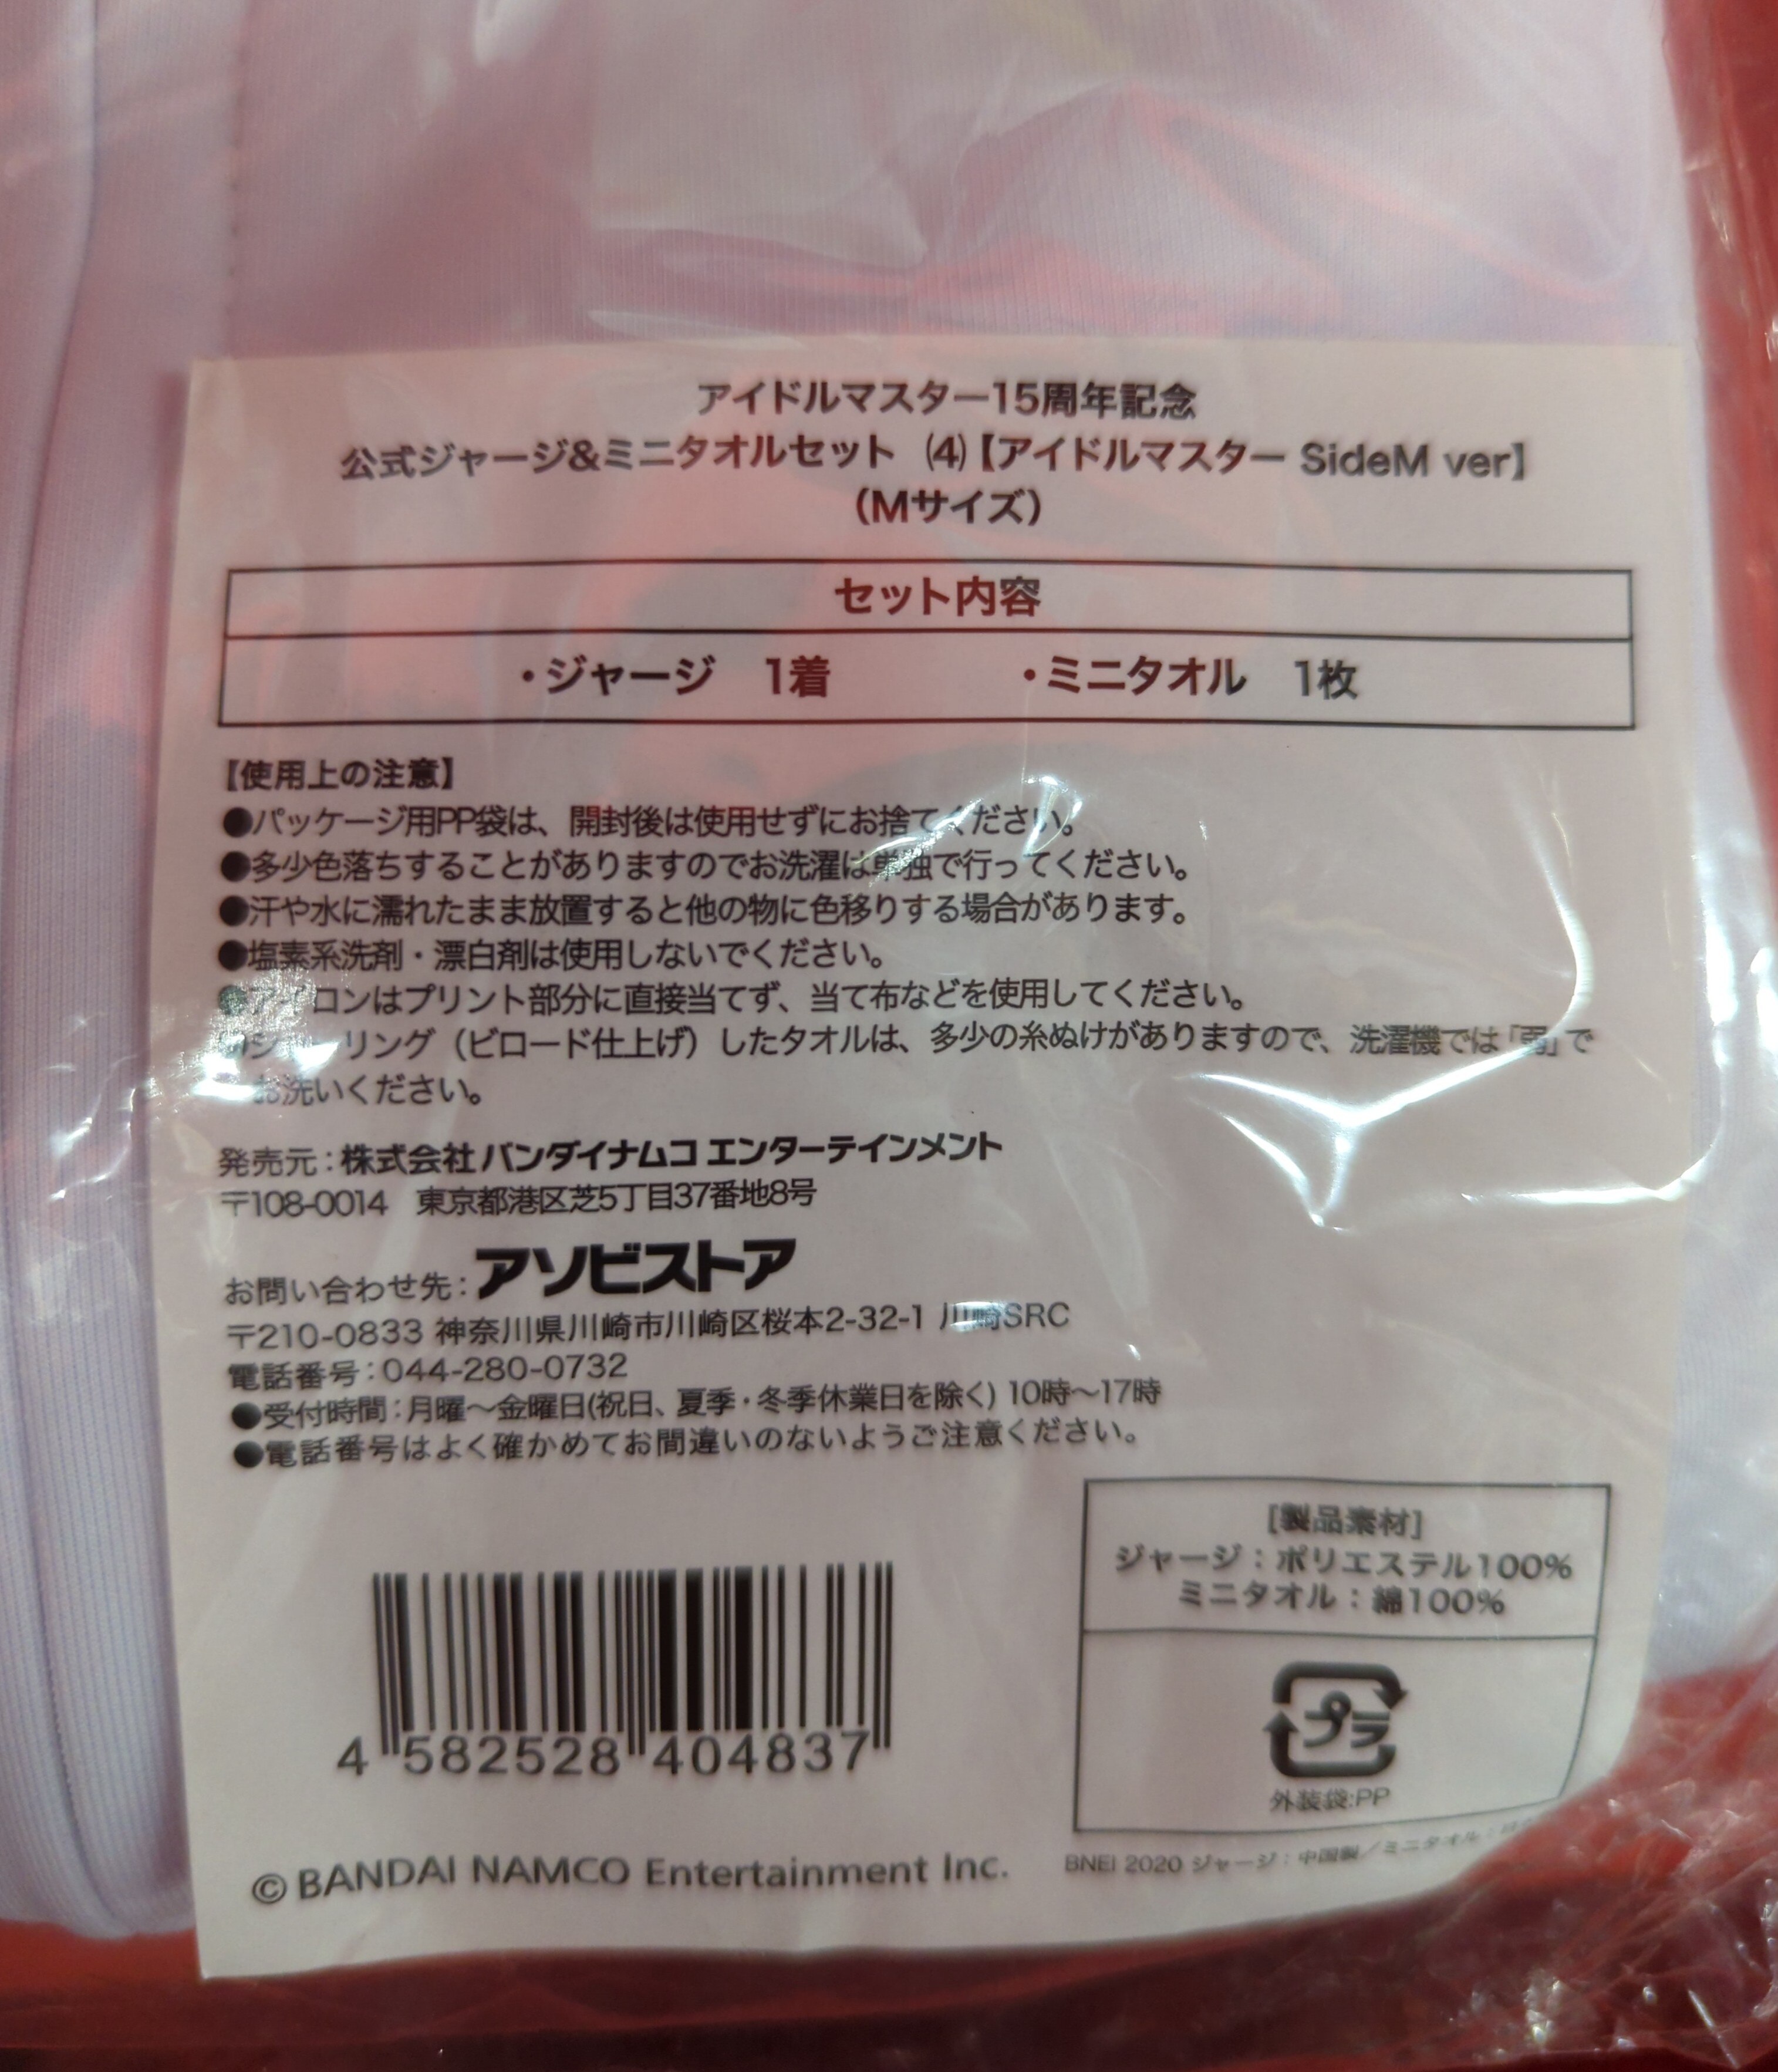 アイドルマスター15周年記念
公式ジャージ&ミニタオルセット (4)【アイドルマスター SideM ver】
（Mサイズ）
セット内容
・ジャージ 1着 ・ミニタオル 1枚
【使用上の注意】
●パッケージ用PP袋は、開封後は使用せずにお捨てください。
●多少色落ちすることがありますのでお洗濯は単独で行ってください。
●汗や水に濡れたまま放置すると他の物に色移りする場合があります。
●塩素系洗剤・漂白剤は使用しないでください。
●アイロンはプリント部分に直接当てず、当て布などを使用してください。
リング（ビロード仕上げ）したタオルは、多少の糸ぬけがありますので、洗濯機では「弱」で
お洗いください。
発売元：株式会社バンダイナムコエンターテインメント
〒108-0014 東京都港区芝5丁目37番地8号
お問い合わせ先：アソビストア
〒210-0833 神奈川県川崎市川崎区桜本2-32-1 川崎SRC
電話番号：044-280-0732
●受付時間：月曜〜金曜日(祝日、夏季・冬季休業日を除く) 10時〜17時
●電話番号はよく確かめてお間違いのないようご注意ください。
[製品素材]
ジャージ：ポリエステル100%
ミニタオル：綿100%
プラ
外装袋:PP
4 582528 404837
©BANDAI NAMCO Entertainment Inc.
BNEI 2020 ジャージ：中国製／ミニタオル：